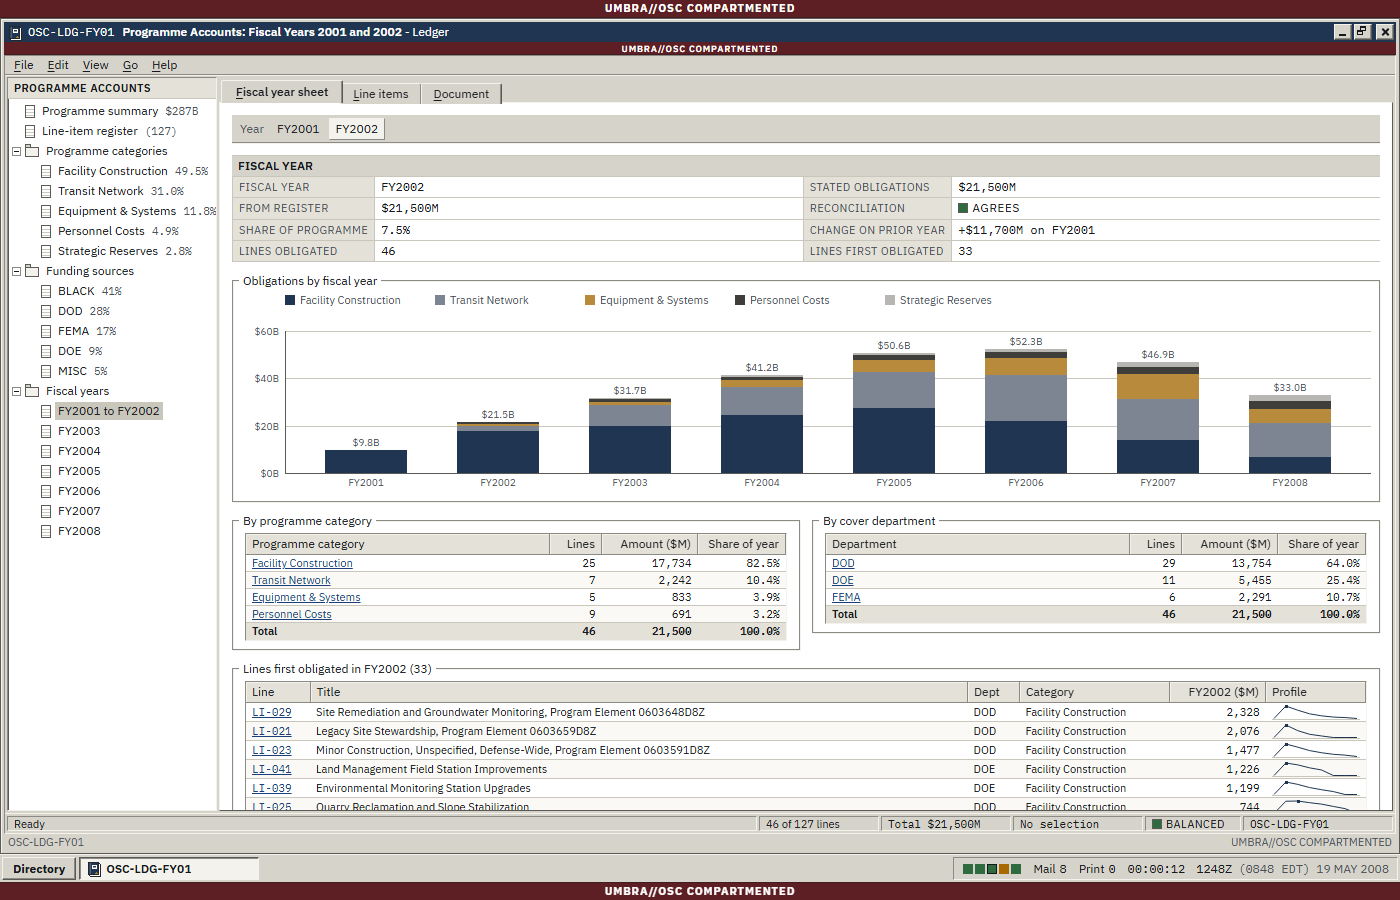 UMBRA//OSC COMPARTMENTED
OSC-LDG-FY01 Programme Accounts: Fiscal Years 2001 and 2002 - Ledger
UMBRA//OSC COMPARTMENTED
File Edit View Go Help
PROGRAMME ACCOUNTS
Programme summary $287B
Line-item register (127)
Programme categories
Facility Construction 49.5%
Transit Network 31.0%
Equipment & Systems 11.8%
Personnel Costs 4.9%
Strategic Reserves 2.8%
Funding sources
BLACK 41%
DOD 28%
FEMA 17%
DOE 9%
MISC 5%
Fiscal years
FY2001 to FY2002
FY2003
FY2004
FY2005
FY2006
FY2007
FY2008
Fiscal year sheet Line items Document
Year FY2001 FY2002
FISCAL YEAR
FISCAL YEAR FY2002 STATED OBLIGATIONS $21,500M
FROM REGISTER $21,500M RECONCILIATION AGREES
SHARE OF PROGRAMME 7.5% CHANGE ON PRIOR YEAR +$11,700M on FY2001
LINES OBLIGATED 46 LINES FIRST OBLIGATED 33
Obligations by fiscal year
Facility Construction Transit Network Equipment & Systems Personnel Costs Strategic Reserves
$60B
$40B
$20B
$0B
$9.8B $21.5B $31.7B $41.2B $50.6B $52.3B $46.9B $33.0B
FY2001 FY2002 FY2003 FY2004 FY2005 FY2006 FY2007 FY2008
By programme category
Programme category Lines Amount ($M) Share of year
Facility Construction 25 17,734 82.5%
Transit Network 7 2,242 10.4%
Equipment & Systems 5 833 3.9%
Personnel Costs 9 691 3.2%
Total 46 21,500 100.0%
By cover department
Department Lines Amount ($M) Share of year
DOD 29 13,754 64.0%
DOE 11 5,455 25.4%
FEMA 6 2,291 10.7%
Total 46 21,500 100.0%
Lines first obligated in FY2002 (33)
Line Title Dept Category FY2002 ($M) Profile
LI-029 Site Remediation and Groundwater Monitoring, Program Element 0603648D8Z DOD Facility Construction 2,328
LI-021 Legacy Site Stewardship, Program Element 0603659D8Z DOD Facility Construction 2,076
LI-023 Minor Construction, Unspecified, Defense-Wide, Program Element 0603591D8Z DOD Facility Construction 1,477
LI-041 Land Management Field Station Improvements DOE Facility Construction 1,226
LI-039 Environmental Monitoring Station Upgrades DOE Facility Construction 1,199
LI-025 Quarry Reclamation and Slope Stabilization DOD Facility Construction 744
Ready 46 of 127 lines Total $21,500M No selection BALANCED OSC-LDG-FY01
OSC-LDG-FY01 UMBRA//OSC COMPARTMENTED
Directory OSC-LDG-FY01 Mail 8 Print 0 00:00:12 1248Z (0848 EDT) 19 MAY 2008
UMBRA//OSC COMPARTMENTED